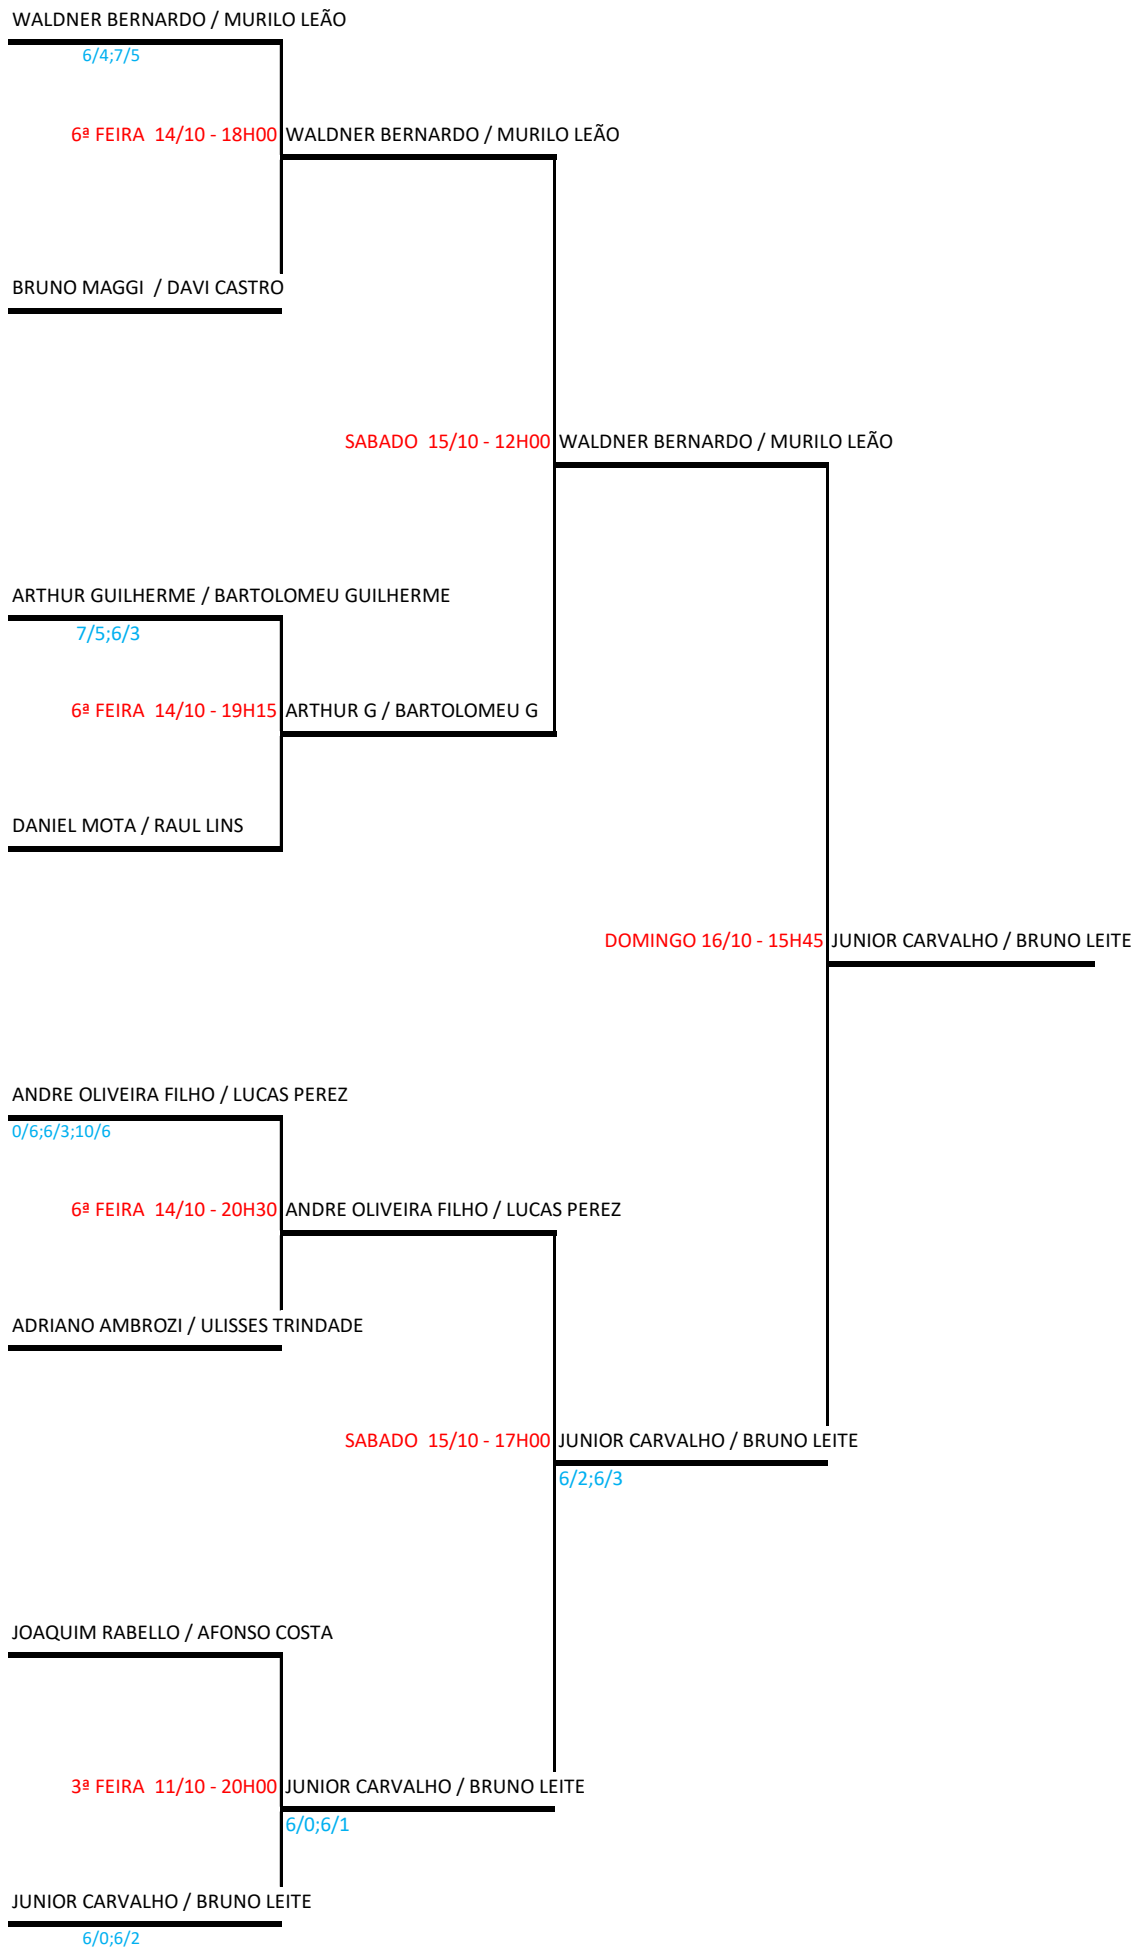 WALDNER BERNARDO / MURILO LEÃO
6/4;7/5
6ª FEIRA  14/10 - 18H00 WALDNER BERNARDO / MURILO LEÃO
BRUNO MAGGI  / DAVI CASTRO
SABADO  15/10 - 12H00 WALDNER BERNARDO / MURILO LEÃO
ARTHUR GUILHERME / BARTOLOMEU GUILHERME
7/5;6/3
6ª FEIRA  14/10 - 19H15 ARTHUR G / BARTOLOMEU G
DANIEL MOTA / RAUL LINS
DOMINGO 16/10 - 15H45 JUNIOR CARVALHO / BRUNO LEITE
ANDRE OLIVEIRA FILHO / LUCAS PEREZ
0/6;6/3;10/6
6ª FEIRA  14/10 - 20H30 ANDRE OLIVEIRA FILHO / LUCAS PEREZ
ADRIANO AMBROZI / ULISSES TRINDADE
SABADO  15/10 - 17H00 JUNIOR CARVALHO / BRUNO LEITE
6/2;6/3
JOAQUIM RABELLO / AFONSO COSTA
3ª FEIRA  11/10 - 20H00 JUNIOR CARVALHO / BRUNO LEITE
6/0;6/1
JUNIOR CARVALHO / BRUNO LEITE
6/0;6/2